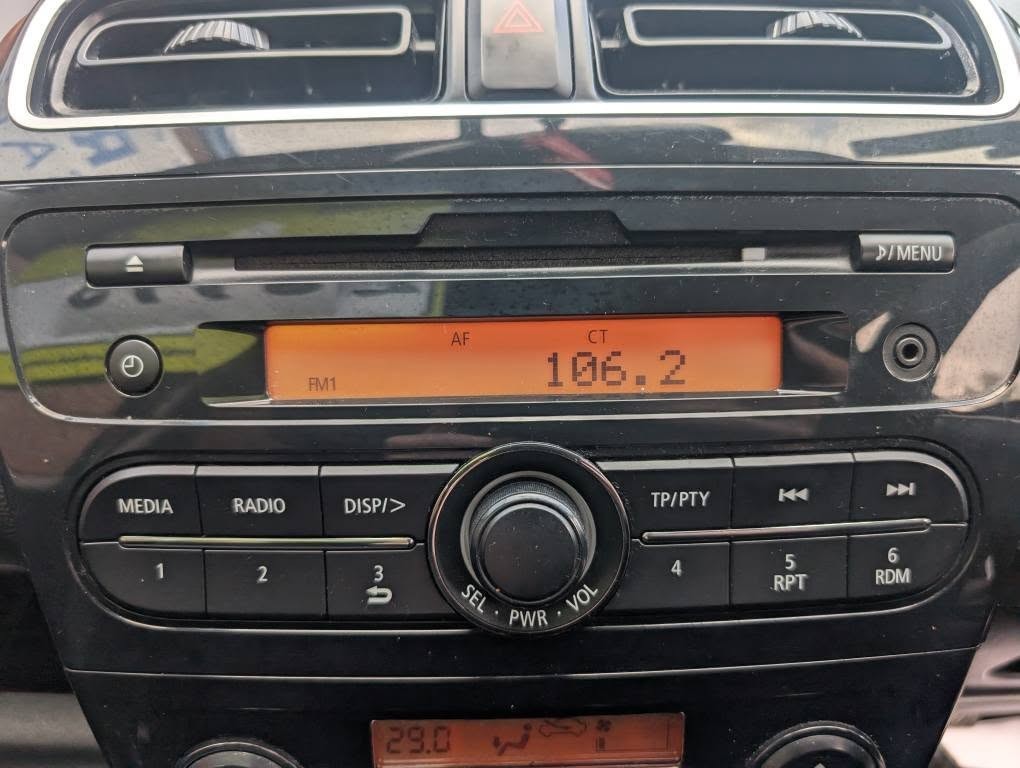 ♪/MENU
AF CT
FM1 106.2
MEDIA RADIO DISP/> TP/PTY
1 2 3 4 5 6
RPT RDM
SEL · PWR · VOL
29.0